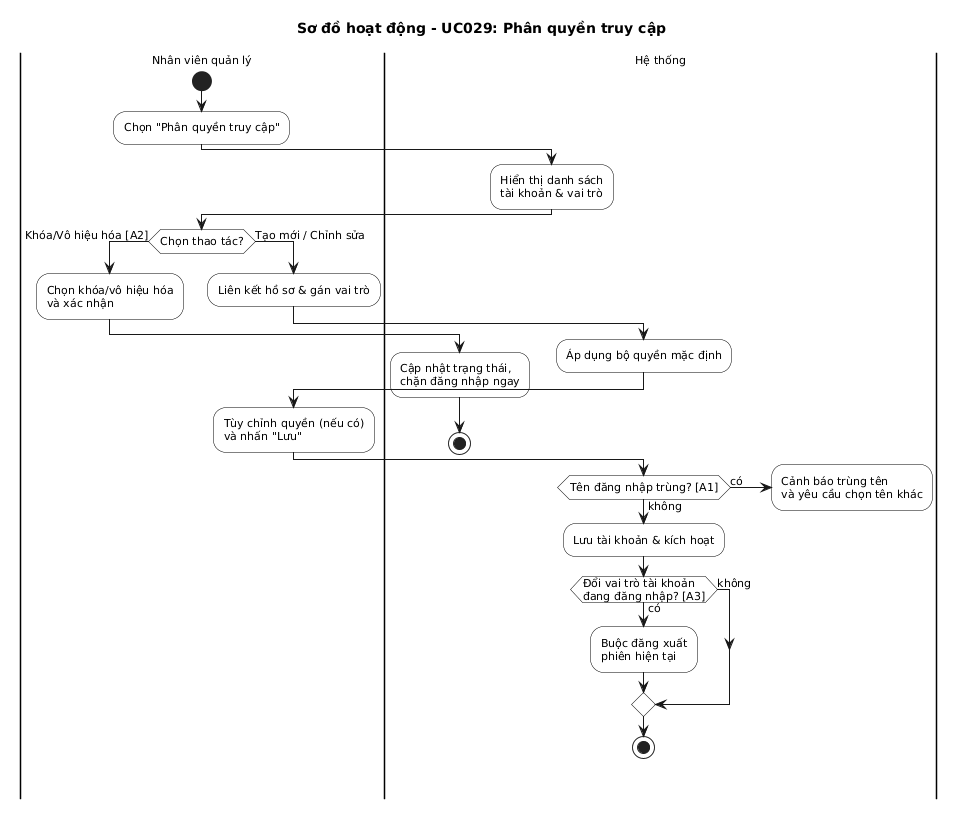 Sơ đồ hoạt động - UC029: Phân quyền truy cập
Nhân viên quản lý
Hệ thống
Chọn "Phân quyền truy cập"
Hiển thị danh sách
tài khoản & vai trò
Khóa/Vô hiệu hóa [A2]
Chọn thao tác?
Tạo mới / Chỉnh sửa
Chọn khóa/vô hiệu hóa
và xác nhận
Liên kết hồ sơ & gán vai trò
Áp dụng bộ quyền mặc định
Cập nhật trạng thái,
chặn đăng nhập ngay
Tùy chỉnh quyền (nếu có)
và nhấn "Lưu"
Tên đăng nhập trùng? [A1]
có
Cảnh báo trùng tên
và yêu cầu chọn tên khác
không
Lưu tài khoản & kích hoạt
Đổi vai trò tài khoản
đang đăng nhập? [A3]
không
có
Buộc đăng xuất
phiên hiện tại